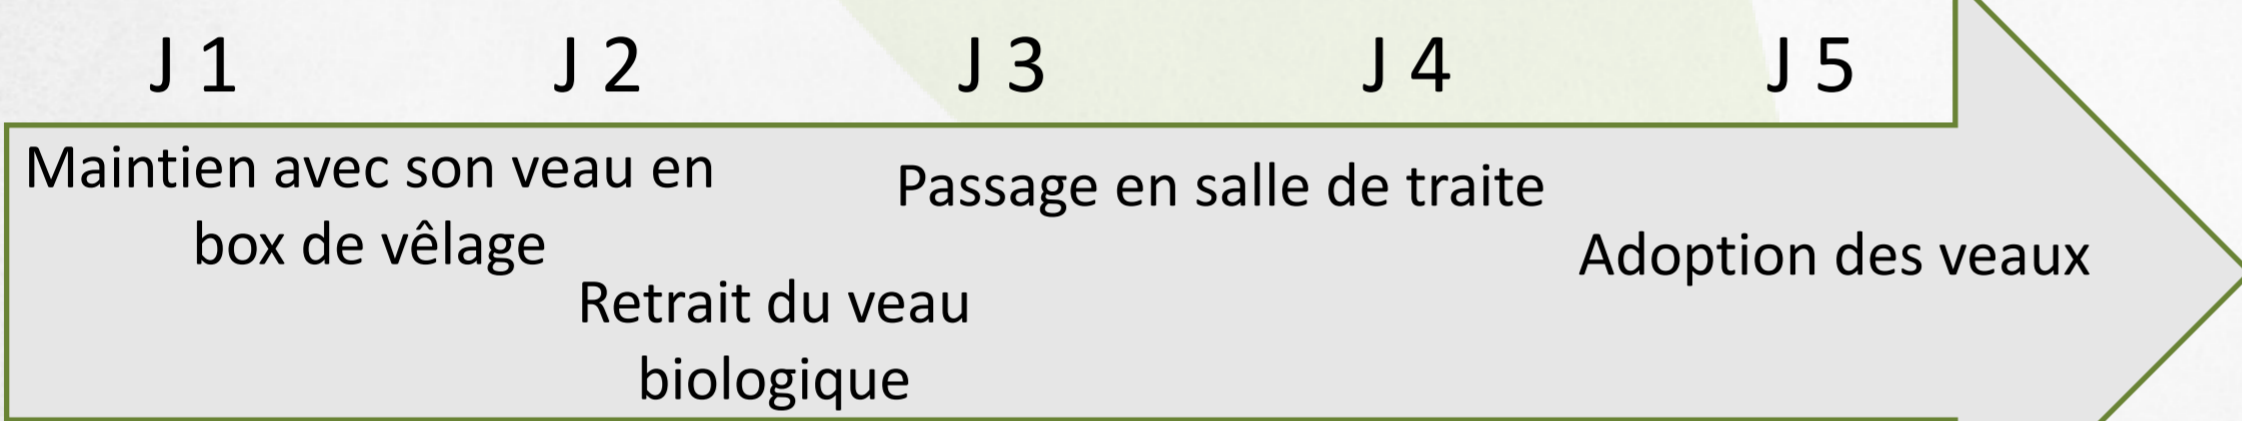 J 1 J 2 J 3 J 4 J 5
Maintien avec son veau en
box de vêlage
Retrait du veau
biologique
Passage en salle de traite
Adoption des veaux